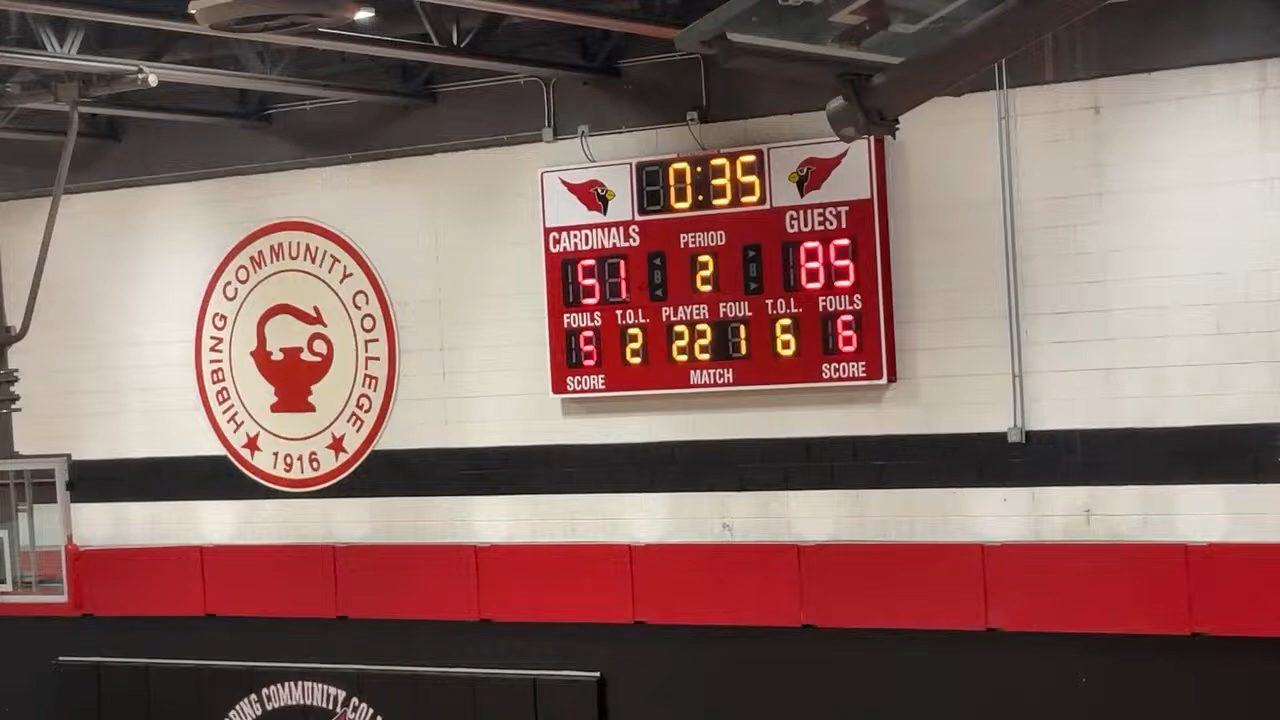 0:35
CARDINALS
PERIOD
GUEST
51
B
2
B
85
FOULS
T.O.L.
PLAYER
FOUL
T.O.L.
FOULS
5
2
22
1
6
6
SCORE
MATCH
SCORE
HIBBING COMMUNITY COLLEGE
1916
COMMUNITY